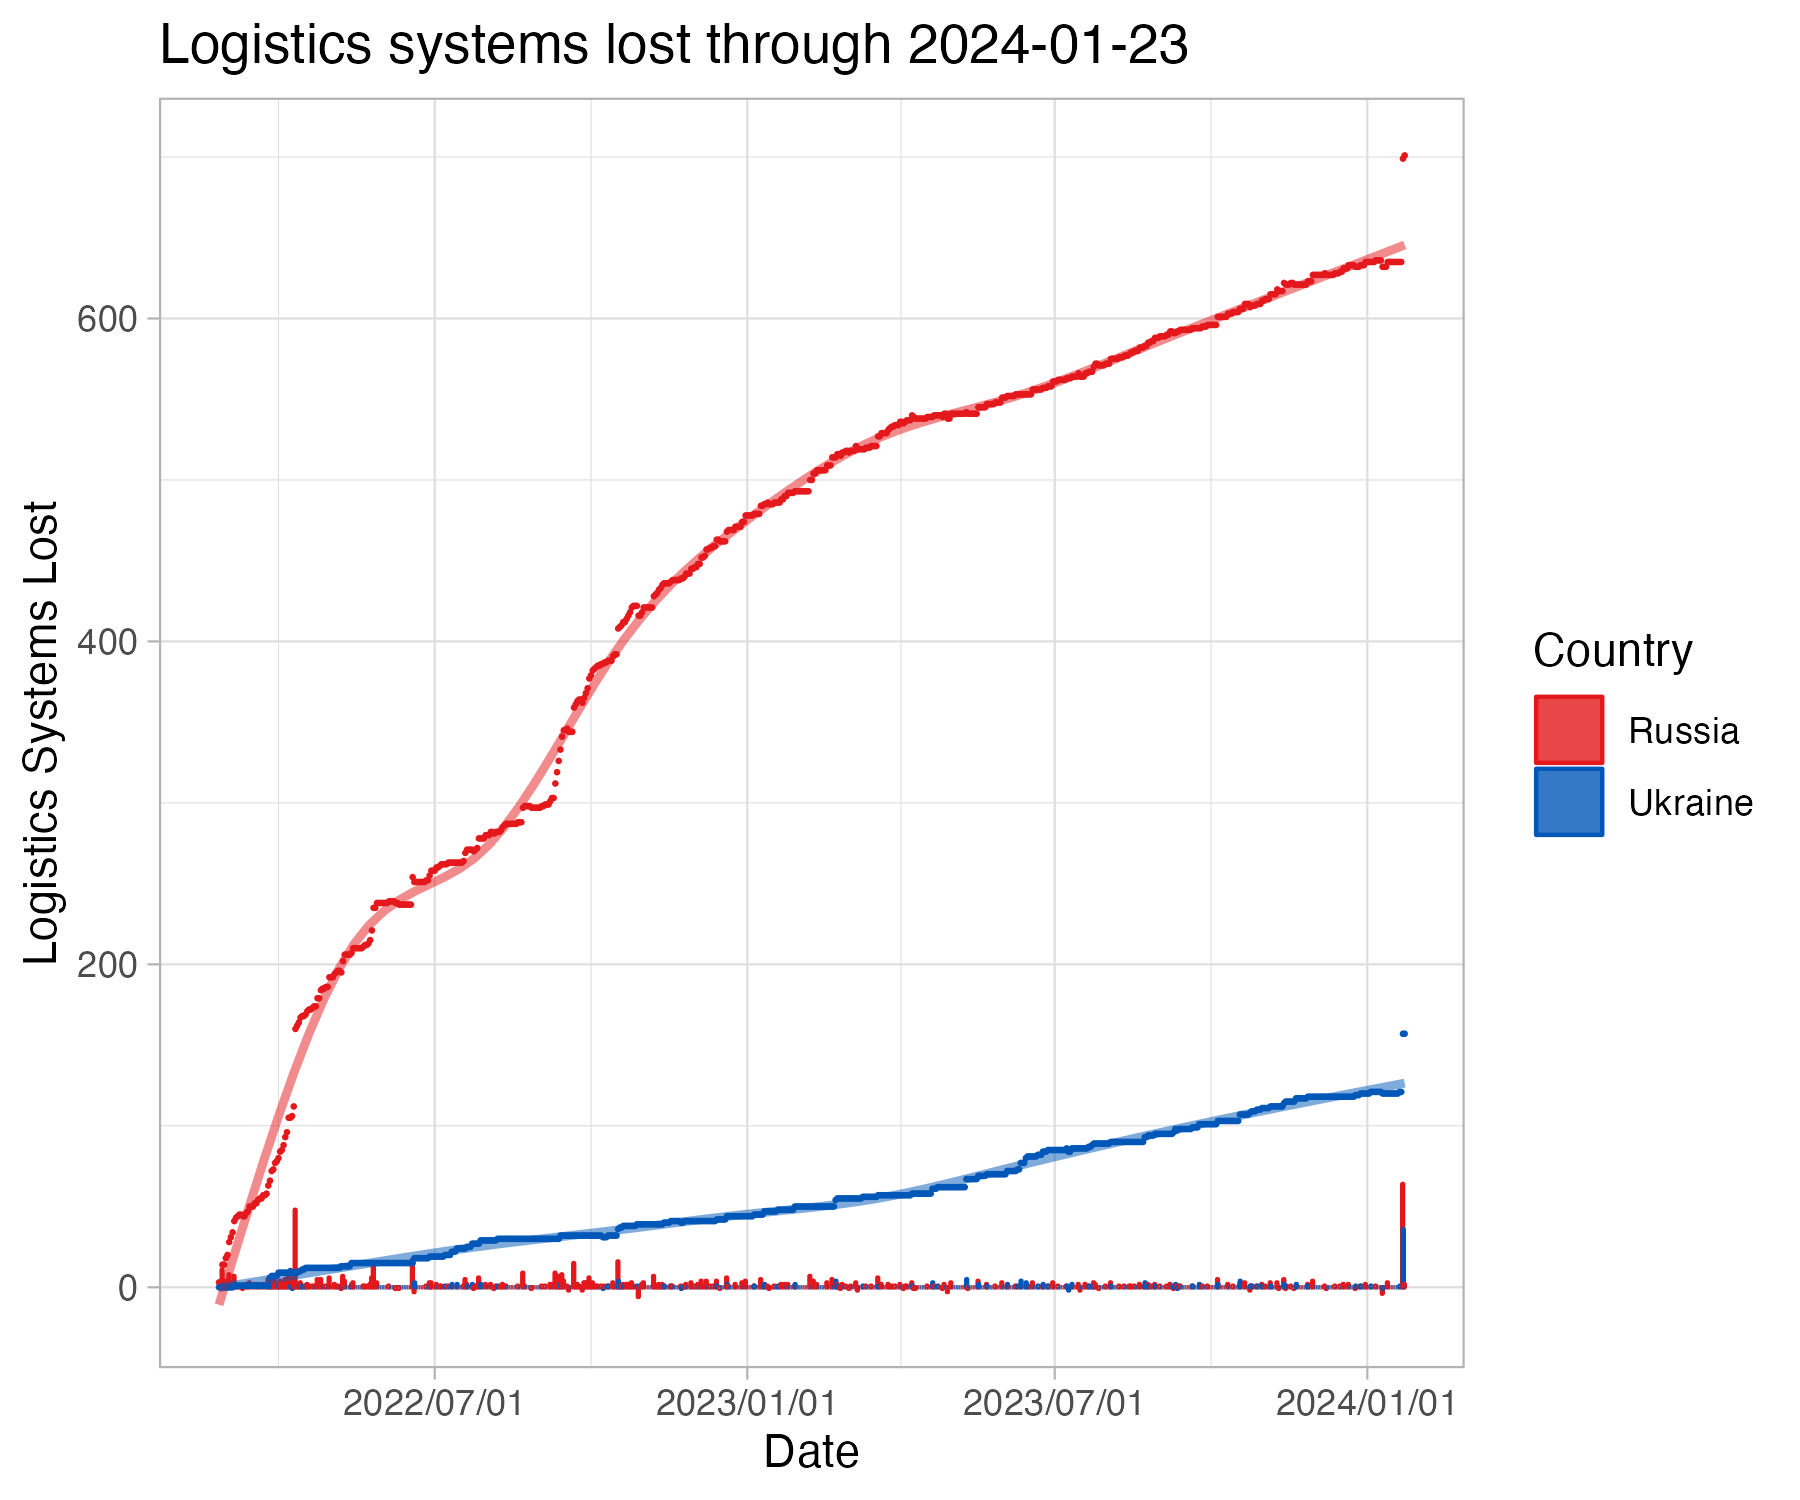 Logistics systems lost through 2024-01-23
Logistics Systems Lost
600
400
200
0
2022/07/01
2023/01/01
2023/07/01
2024/01/01
Date
Country
Russia
Ukraine